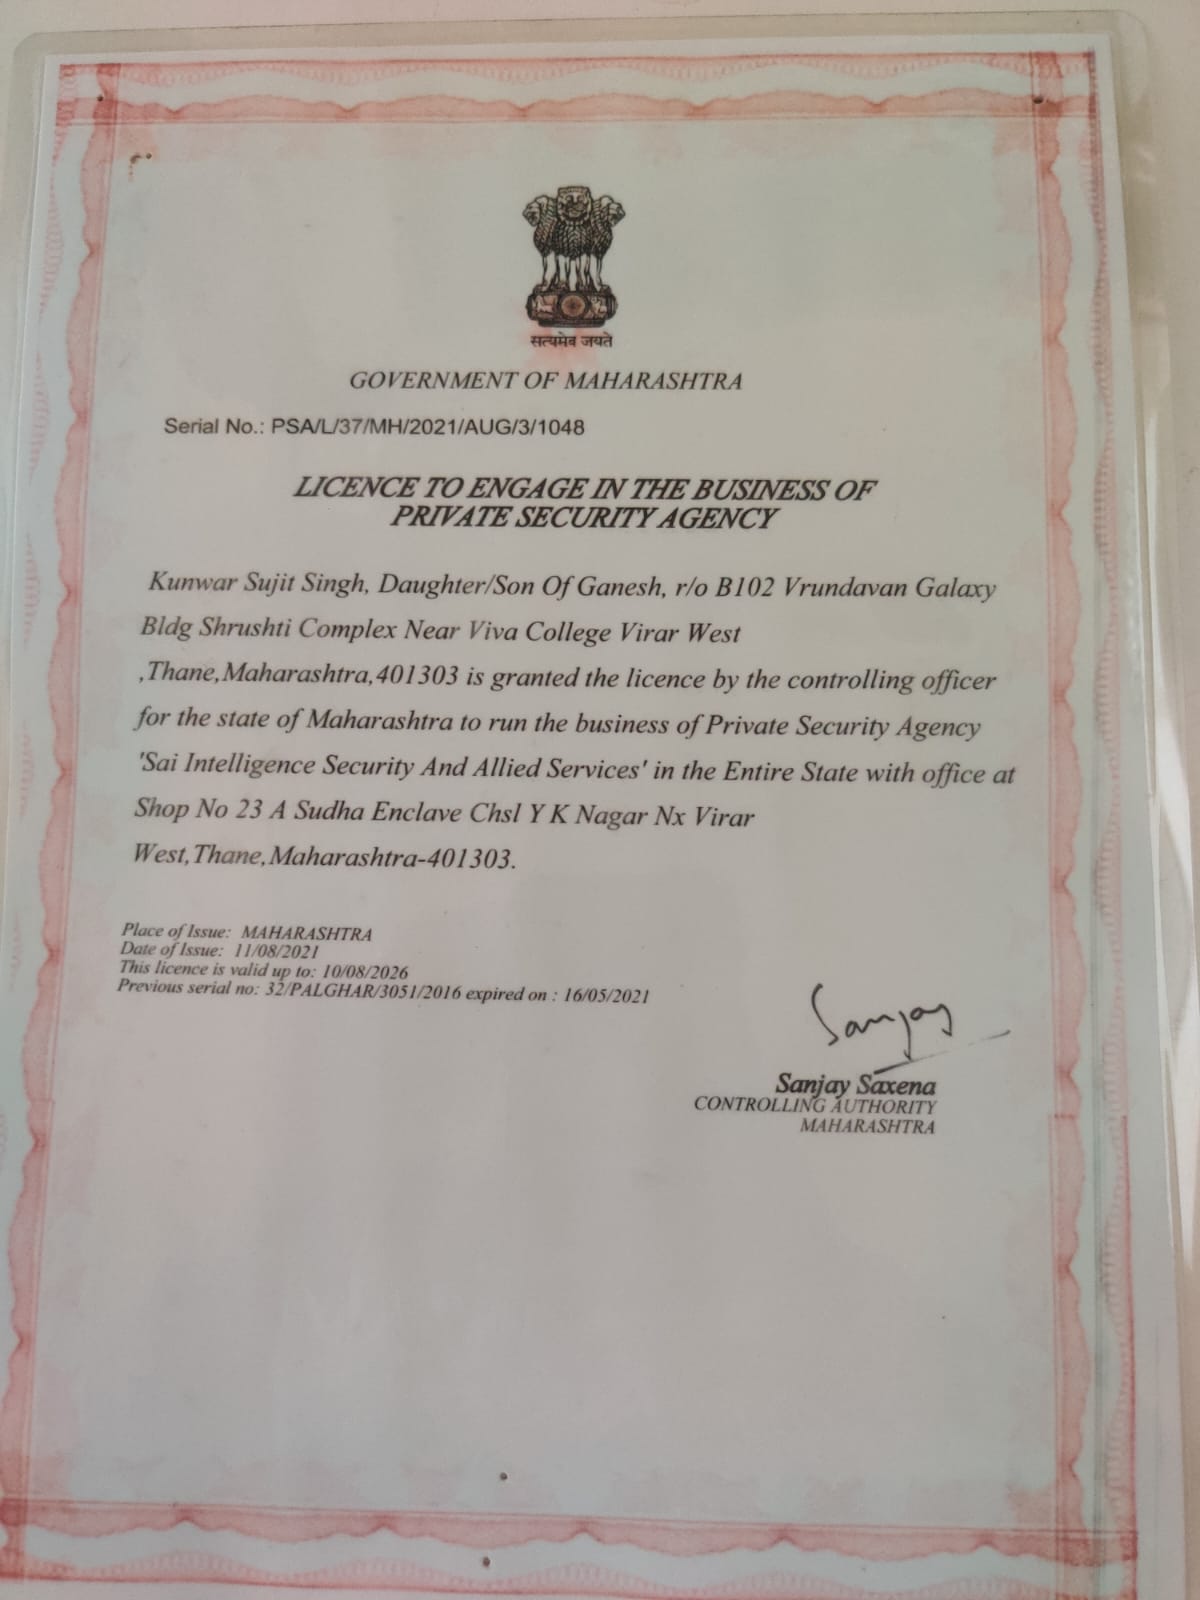 सत्यमेव जयते
GOVERNMENT OF MAHARASHTRA
Serial No.: PSA/L/37/MH/2021/AUG/3/1048
LICENCE TO ENGAGE IN THE BUSINESS OF
PRIVATE SECURITY AGENCY
Kunwar Sujit Singh, Daughter/Son Of Ganesh, r/o B102 Vrundavan Galaxy
Bldg Shrushti Complex Near Viva College Virar West
,Thane,Maharashtra,401303 is granted the licence by the controlling officer
for the state of Maharashtra to run the business of Private Security Agency
'Sai Intelligence Security And Allied Services' in the Entire State with office at
Shop No 23 A Sudha Enclave Chsl Y K Nagar Nx Virar
West,Thane,Maharashtra-401303.
Place of Issue: MAHARASHTRA
Date of Issue: 11/08/2021
This licence is valid up to: 10/08/2026
Previous serial no: 32/PALGHAR/3051/2016 expired on : 16/05/2021
Sanjay
Sanjay Saxena
CONTROLLING AUTHORITY
MAHARASHTRA